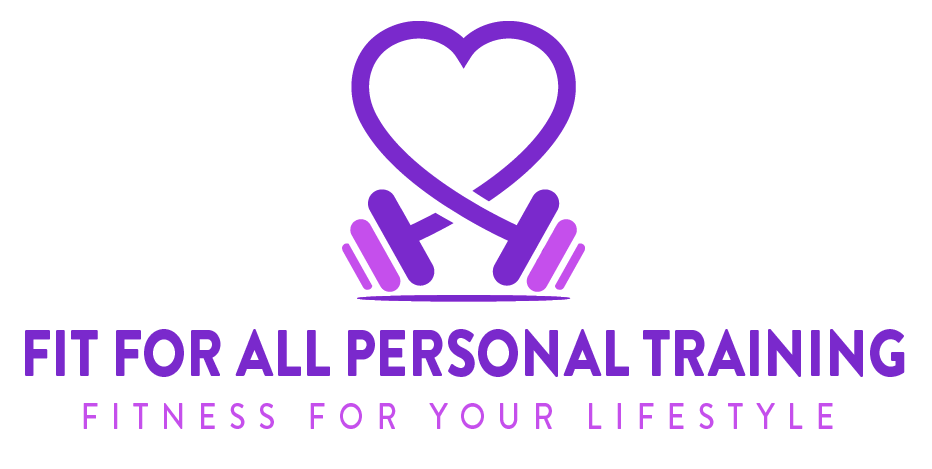 FIT FOR ALL PERSONAL TRAINING
FITNESS FOR YOUR LIFESTYLE